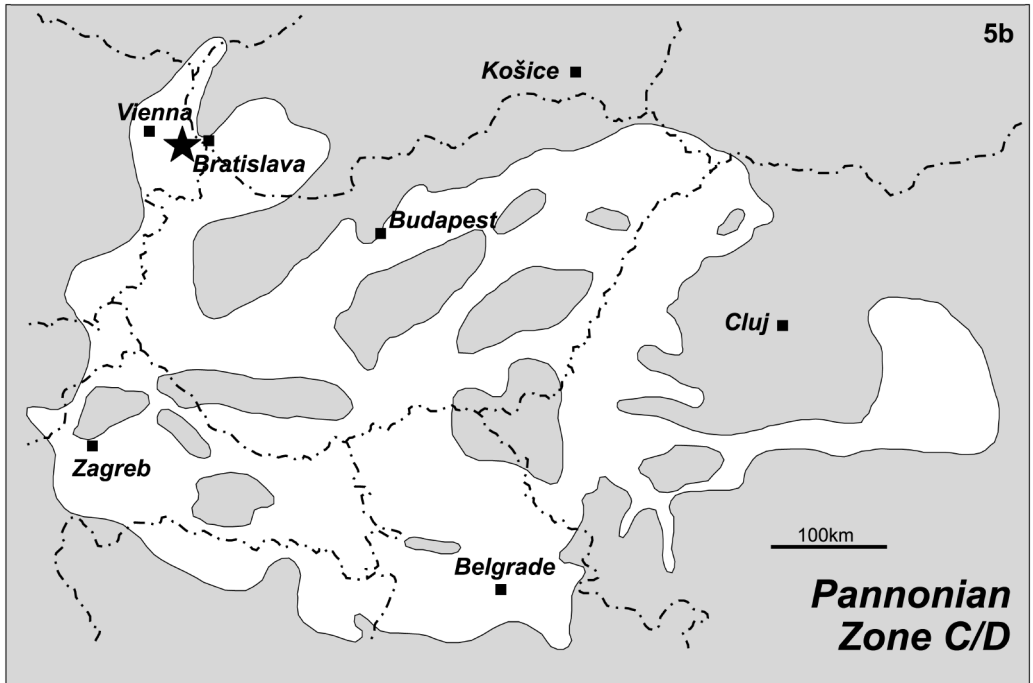 5b
Košice
Vienna
Bratislava
Budapest
Cluj
Zagreb
100km
Belgrade
Pannonian
Zone C/D